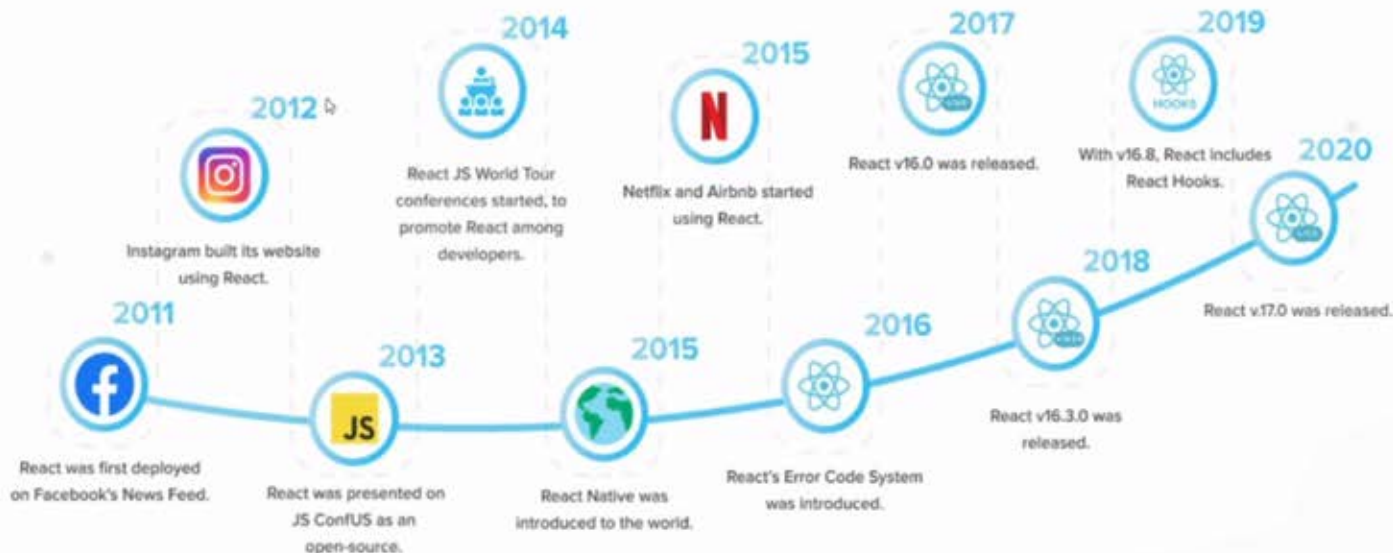 2011
React was first deployed
on Facebook's News Feed.
2012
Instagram built its website
using React.
2013
JS
React was presented on
JS ConfUS as an
open-source.
2014
React JS World Tour
conferences started, to
promote React among
developers.
2015
React Native was
introduced to the world.
2015
N
Netflix and Airbnb started
using React.
2016
React's Error Code System
was introduced.
2017
React v16.0 was released.
2018
React v16.3.0 was
released.
2019
HOOKS
With v16.8, React includes
React Hooks.
2020
React v.17.0 was released.